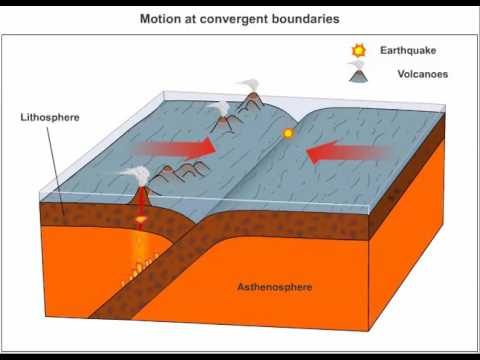 Motion at convergent boundaries
Earthquake
Volcanoes
Lithosphere
Asthenosphere